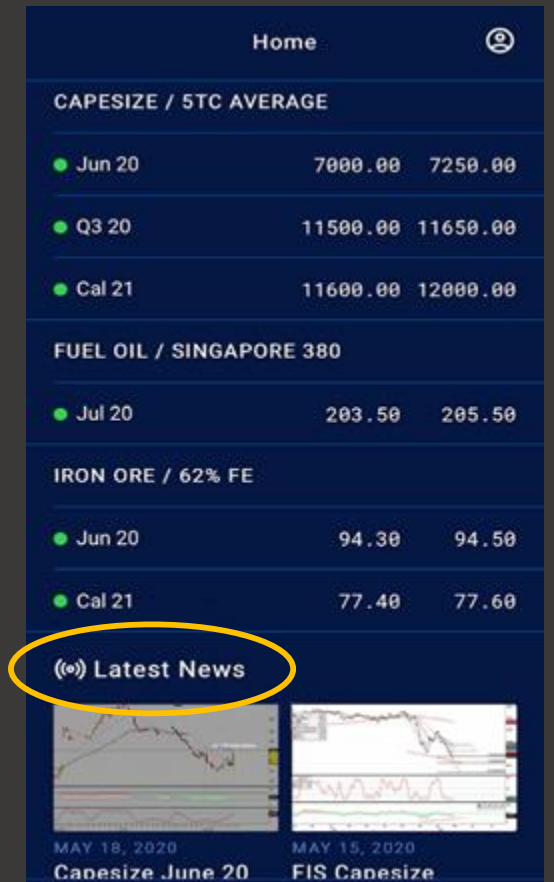 Home
CAPESIZE / 5TC AVERAGE
Jun 20 7000.00 7250.00
Q3 20 11500.00 11650.00
Cal 21 11600.00 12000.00
FUEL OIL / SINGAPORE 380
Jul 20 203.50 205.50
IRON ORE / 62% FE
Jun 20 94.30 94.50
Cal 21 77.40 77.60
Latest News
MAY 18, 2020 MAY 15, 2020
Capesize June 20 FIS Capesize